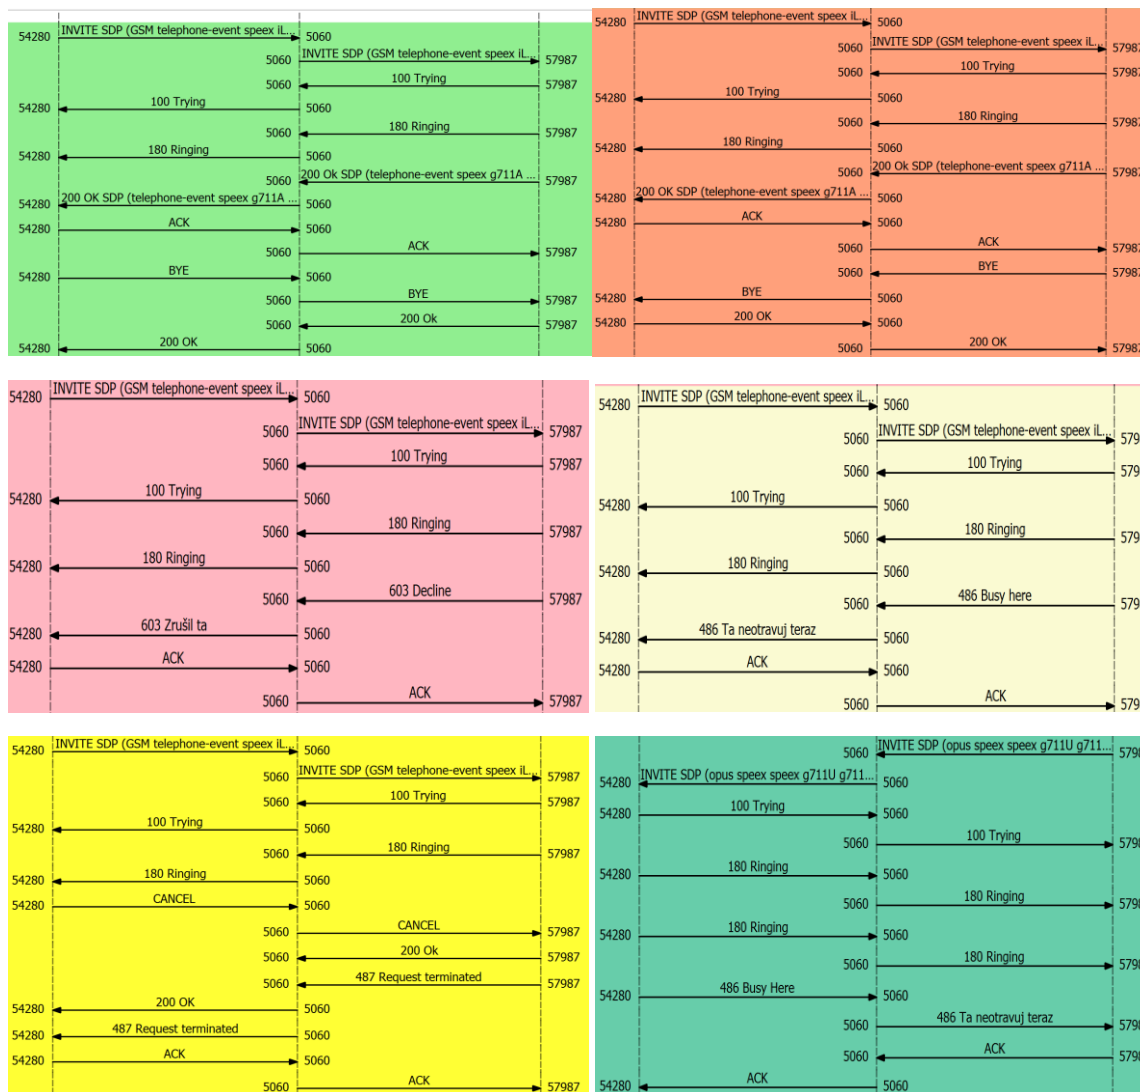 54280 INVITE SDP (GSM telephone-event speex iL... 5060
5060 INVITE SDP (GSM telephone-event speex iL... 57987
5060 100 Trying 57987
54280 100 Trying 5060
5060 180 Ringing 57987
54280 180 Ringing 5060
5060 200 Ok SDP (telephone-event speex g711A ... 57987
54280 200 OK SDP (telephone-event speex g711A ... 5060
54280 ACK 5060
5060 ACK 57987
54280 BYE 5060
5060 BYE 57987
5060 200 Ok 57987
54280 200 OK 5060
54280 INVITE SDP (GSM telephone-event speex iL... 5060
5060 INVITE SDP (GSM telephone-event speex iL... 57987
5060 100 Trying 57987
54280 100 Trying 5060
5060 180 Ringing 57987
54280 180 Ringing 5060
5060 200 Ok SDP (telephone-event speex g711A ... 57987
54280 200 OK SDP (telephone-event speex g711A ... 5060
54280 ACK 5060
5060 ACK 57987
5060 BYE 57987
54280 BYE 5060
54280 200 OK 5060
5060 200 OK 57987
54280 INVITE SDP (GSM telephone-event speex iL... 5060
5060 INVITE SDP (GSM telephone-event speex iL... 57987
5060 100 Trying 57987
54280 100 Trying 5060
5060 180 Ringing 57987
54280 180 Ringing 5060
5060 603 Decline 57987
54280 603 Zrušil ta 5060
54280 ACK 5060
5060 ACK 57987
54280 INVITE SDP (GSM telephone-event speex iL... 5060
5060 INVITE SDP (GSM telephone-event speex iL... 579
5060 100 Trying 579
54280 100 Trying 5060
5060 180 Ringing 579
54280 180 Ringing 5060
5060 486 Busy here 579
54280 486 Ta neotravuj teraz 5060
54280 ACK 5060
5060 ACK 579
54280 INVITE SDP (GSM telephone-event speex iL... 5060
5060 INVITE SDP (GSM telephone-event speex iL... 57987
5060 100 Trying 57987
54280 100 Trying 5060
5060 180 Ringing 57987
54280 180 Ringing 5060
54280 CANCEL 5060
5060 CANCEL 57987
5060 200 Ok 57987
5060 487 Request terminated 57987
54280 200 OK 5060
54280 487 Request terminated 5060
54280 ACK 5060
5060 ACK 57987
5060 INVITE SDP (opus speex speex g711U g711... 5798
54280 INVITE SDP (opus speex speex g711U g711... 5060
54280 100 Trying 5060
5060 100 Trying 5798
54280 180 Ringing 5060
5060 180 Ringing 5798
54280 180 Ringing 5060
5060 180 Ringing 5798
54280 486 Busy Here 5060
5060 486 Ta neotravuj teraz 5798
5060 ACK 5798
54280 ACK 5060